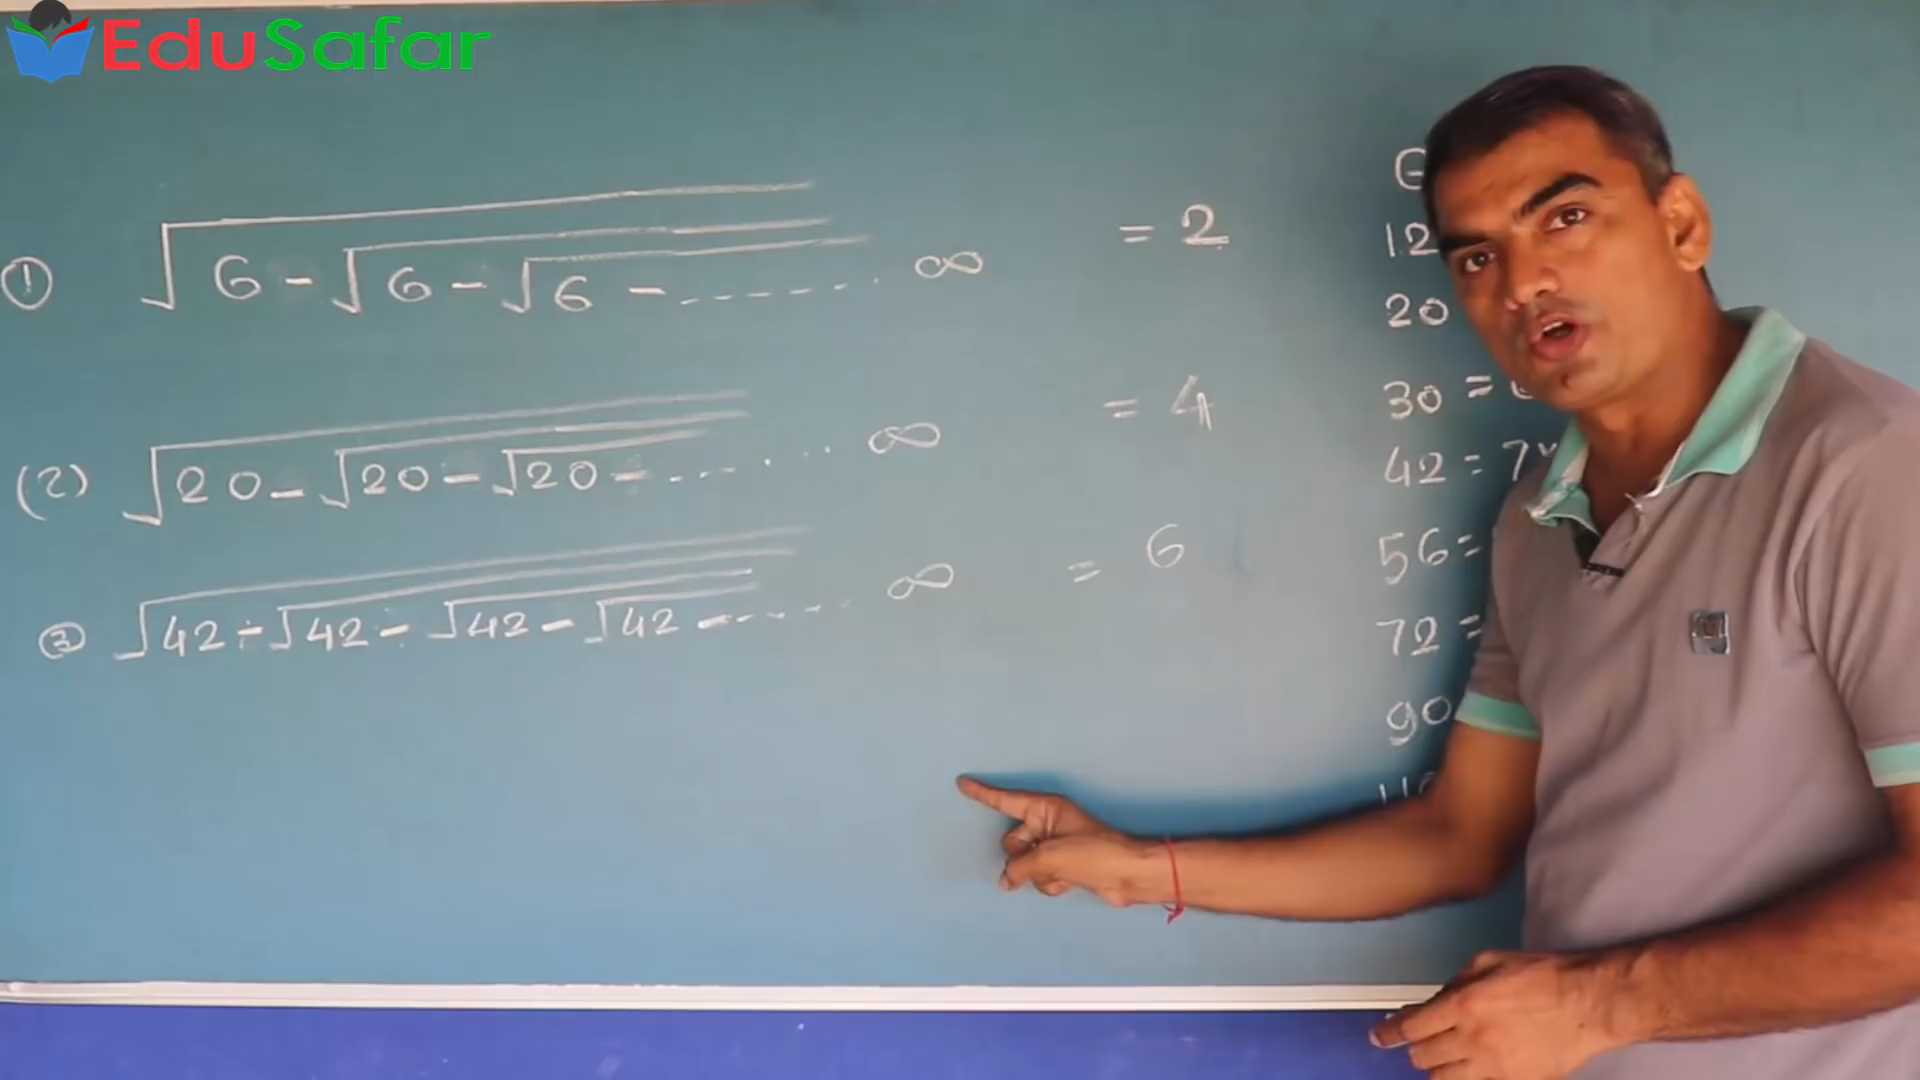 EduSafar
① √6 - √6 - √6 - ....... ∞ = 2
(2) √20 - √20 - √20 - ...... ∞ = 4
③ √42 ÷ √42 - √42 - √42 - ...... ∞ = 6
12
20
30 =
42 = 7×
56 =
72 =
90